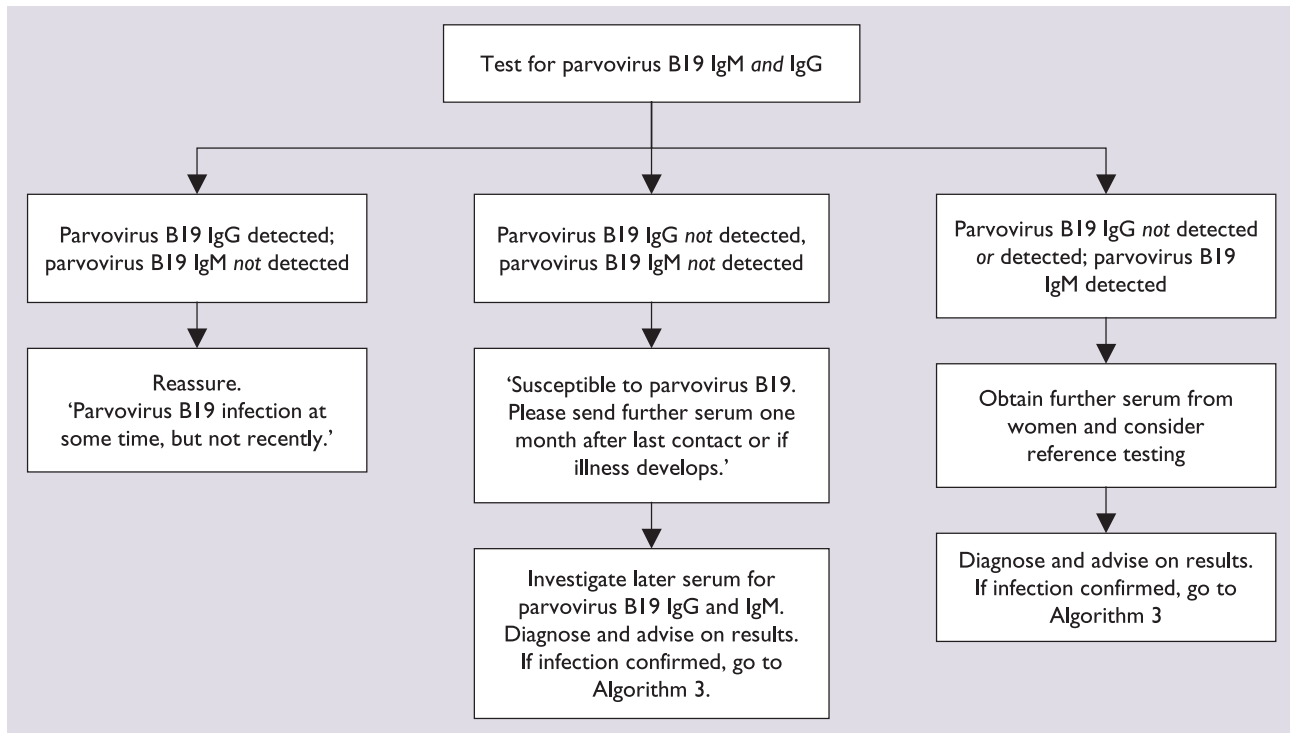 Test for parvovirus B19 IgM and IgG
Parvovirus B19 IgG detected;
parvovirus B19 IgM not detected
Parvovirus B19 IgG not detected,
parvovirus B19 IgM not detected
Parvovirus B19 IgG not detected
or detected; parvovirus B19
IgM detected
Reassure.
‘Parvovirus B19 infection at
some time, but not recently.’
‘Susceptible to parvovirus B19.
Please send further serum one
month after last contact or if
illness develops.’
Obtain further serum from
women and consider
reference testing
Investigate later serum for
parvovirus B19 IgG and IgM.
Diagnose and advise on results.
If infection confirmed, go to
Algorithm 3.
Diagnose and advise on results.
If infection confirmed, go to
Algorithm 3